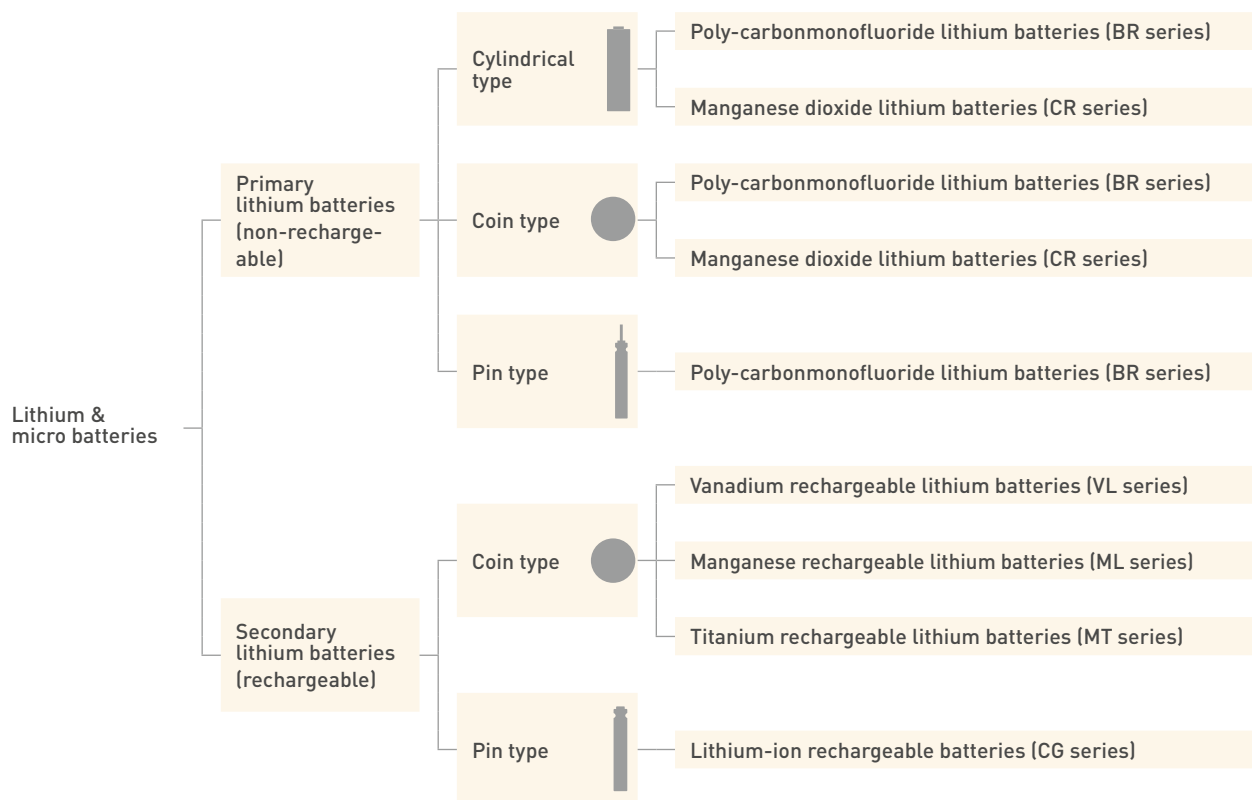 Lithium &
micro batteries
Primary
lithium batteries
(non-recharge-
able)
Cylindrical
type
Poly-carbonmonofluoride lithium batteries (BR series)
Manganese dioxide lithium batteries (CR series)
Coin type
Poly-carbonmonofluoride lithium batteries (BR series)
Manganese dioxide lithium batteries (CR series)
Pin type
Poly-carbonmonofluoride lithium batteries (BR series)
Secondary
lithium batteries
(rechargeable)
Coin type
Vanadium rechargeable lithium batteries (VL series)
Manganese rechargeable lithium batteries (ML series)
Titanium rechargeable lithium batteries (MT series)
Pin type
Lithium-ion rechargeable batteries (CG series)